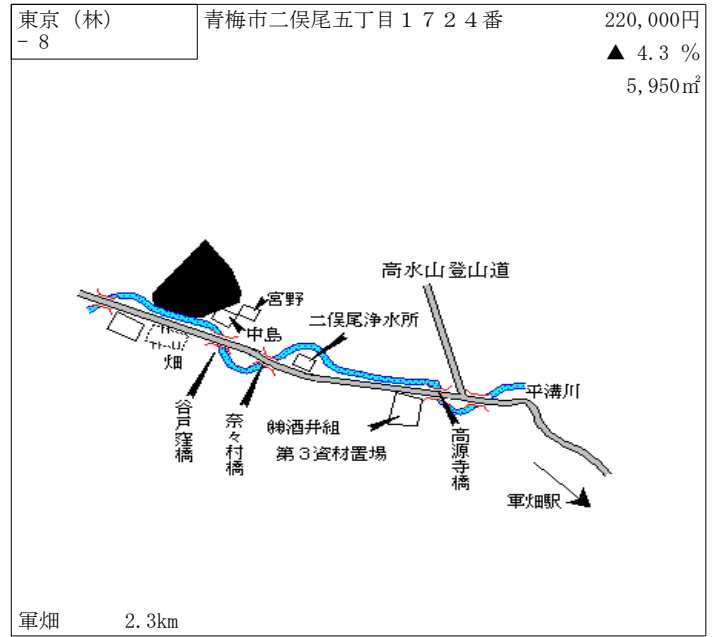 東京（林）
－８
青梅市二俣尾五丁目１７２４番
220,000円
▲ 4.3 %
5,950㎡
高水山登山道
宮野
中島
二俣尾浄水所
畑
平溝川
谷戸窪橋
奈々村橋
㈱酒井組
第３資材置場
高源寺橋
軍畑駅
軍畑 2.3km